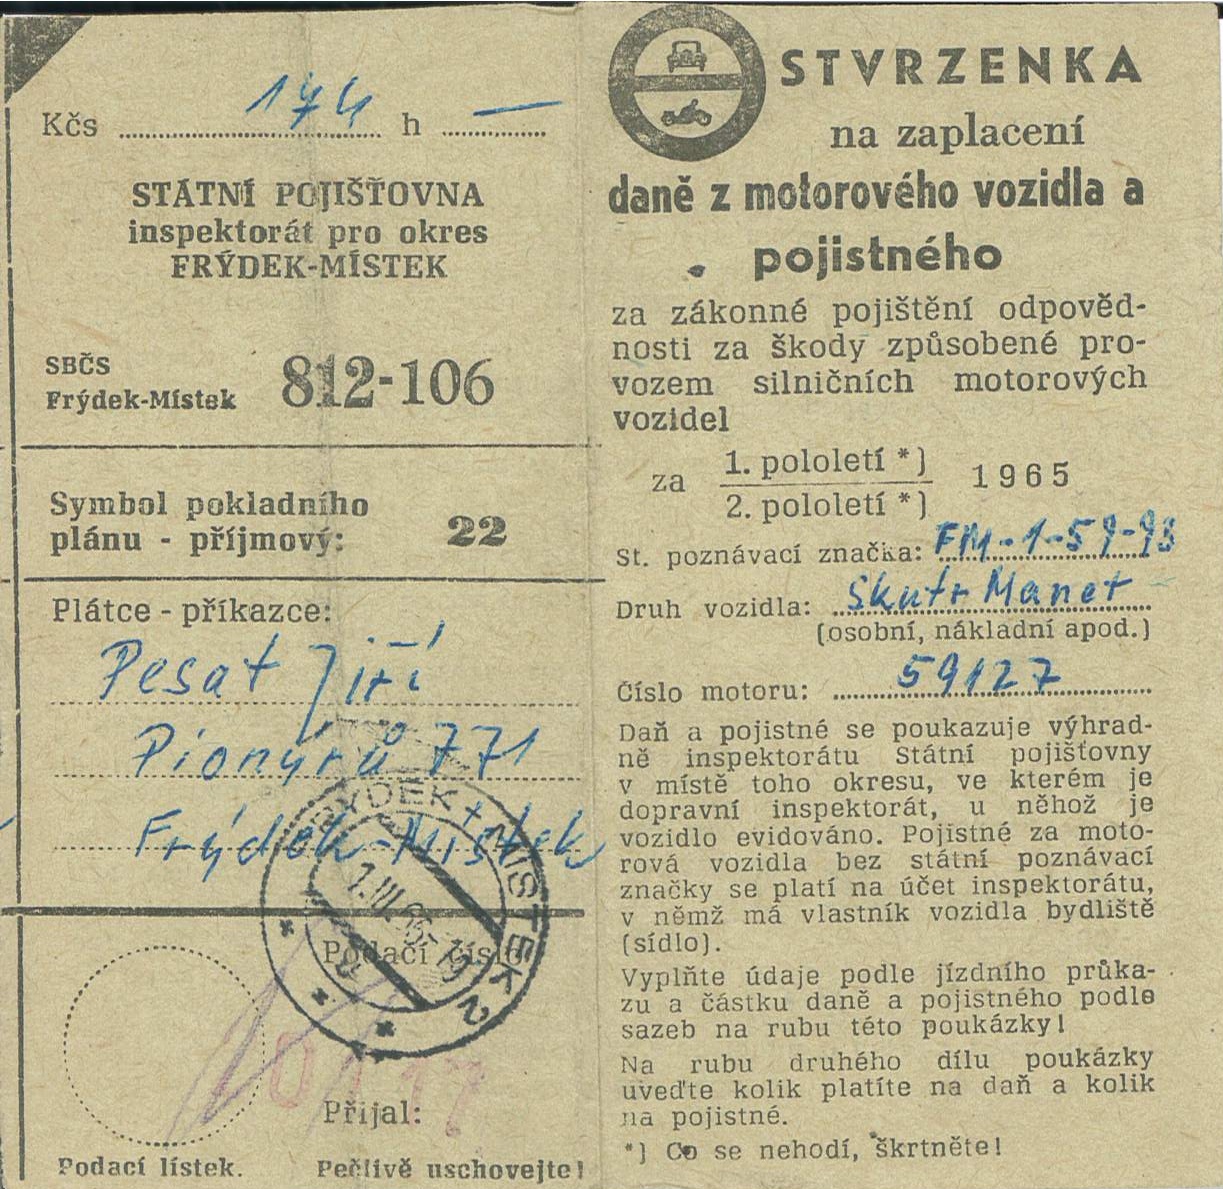 Kčs 174 h —
STÁTNÍ POJIŠŤOVNA
inspektorát pro okres
FRÝDEK-MÍSTEK
SBČS
Frýdek-Místek 812-106
Symbol pokladního
plánu - příjmový: 22
Plátce - příkazce:
Pesat Jiří
Pionýrů 771
Frýdek-Místek
FRÝDEK-MÍSTEK 2
Podací číslo
Přijal:
Podací lístek. Pečlivě uschovejte!
STVRZENKA
na zaplacení
daně z motorového vozidla a
pojistného
za zákonné pojištění odpověd-
nosti za škody způsobené pro-
vozem silničních motorových
vozidel
za 1. pololetí *) 1965
2. pololetí *)
St. poznávací značka: FM-1-59-93
Druh vozidla: Skutr Manet
(osobní, nákladní apod.)
Číslo motoru: 59127
Daň a pojistné se poukazuje výhrad-
ně inspektorátu Státní pojišťovny
v místě toho okresu, ve kterém je
dopravní inspektorát, u něhož je
vozidlo evidováno. Pojistné za moto-
rová vozidla bez státní poznávací
značky se platí na účet inspektorátu,
v němž má vlastník vozidla bydliště
(sídlo).
Vyplňte údaje podle jízdního průka-
zu a částku daně a pojistného podle
sazeb na rubu této poukázky!
Na rubu druhého dílu poukázky
uveďte kolik platíte na daň a kolik
na pojistné.
*) Co se nehodí, škrtněte!